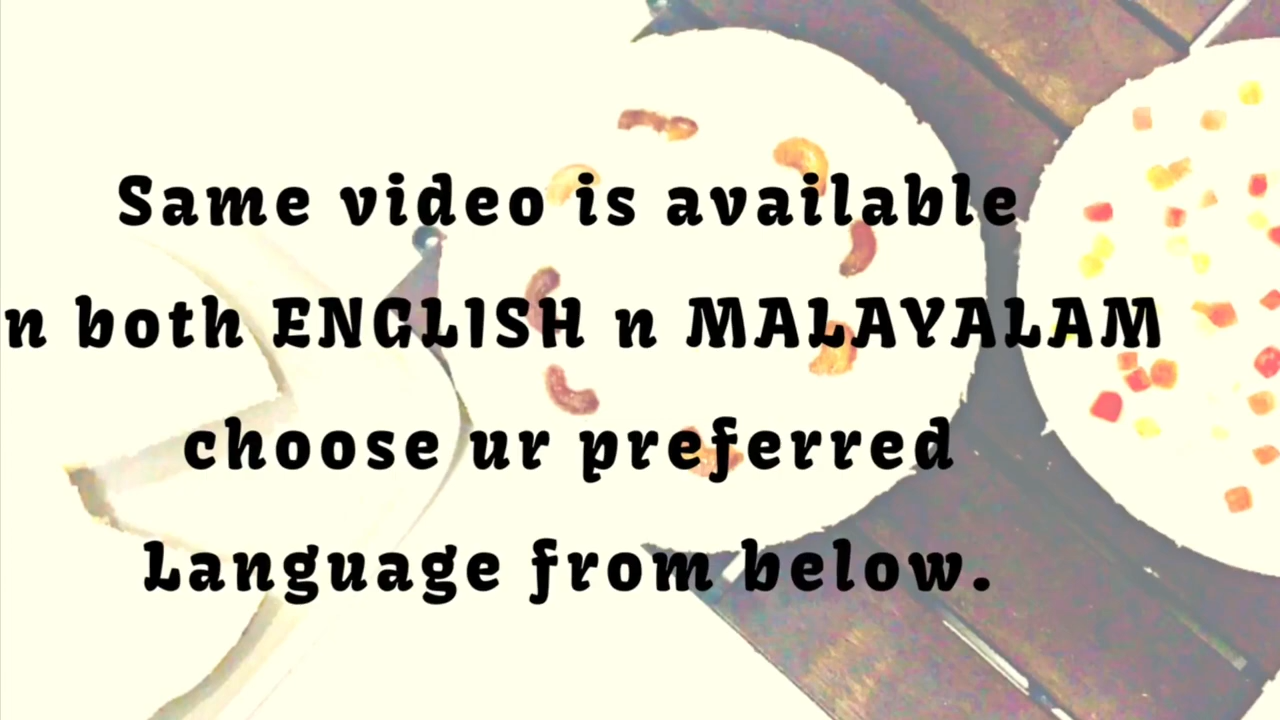 Same video is available
n both ENGLISH n MALAYALAM
choose ur preferred
Language from below.